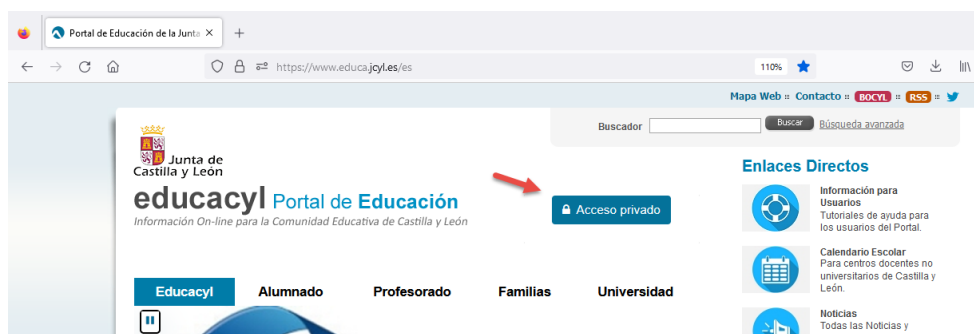 Portal de Educación de la Junta
https://www.educa.jcyl.es/es
110%
Mapa Web :: Contacto :: BOCYL :: RSS ::
Buscador
Buscar
Búsqueda avanzada
Junta de
Castilla y León
educacyl Portal de Educación
Información On-line para la Comunidad Educativa de Castilla y León
Acceso privado
Enlaces Directos
Información para
Usuarios
Tutoriales de ayuda para
los usuarios del Portal.
Calendario Escolar
Para centros docentes no
universitarios de Castilla y
León.
Noticias
Todas las Noticias y
Educacyl
Alumnado
Profesorado
Familias
Universidad